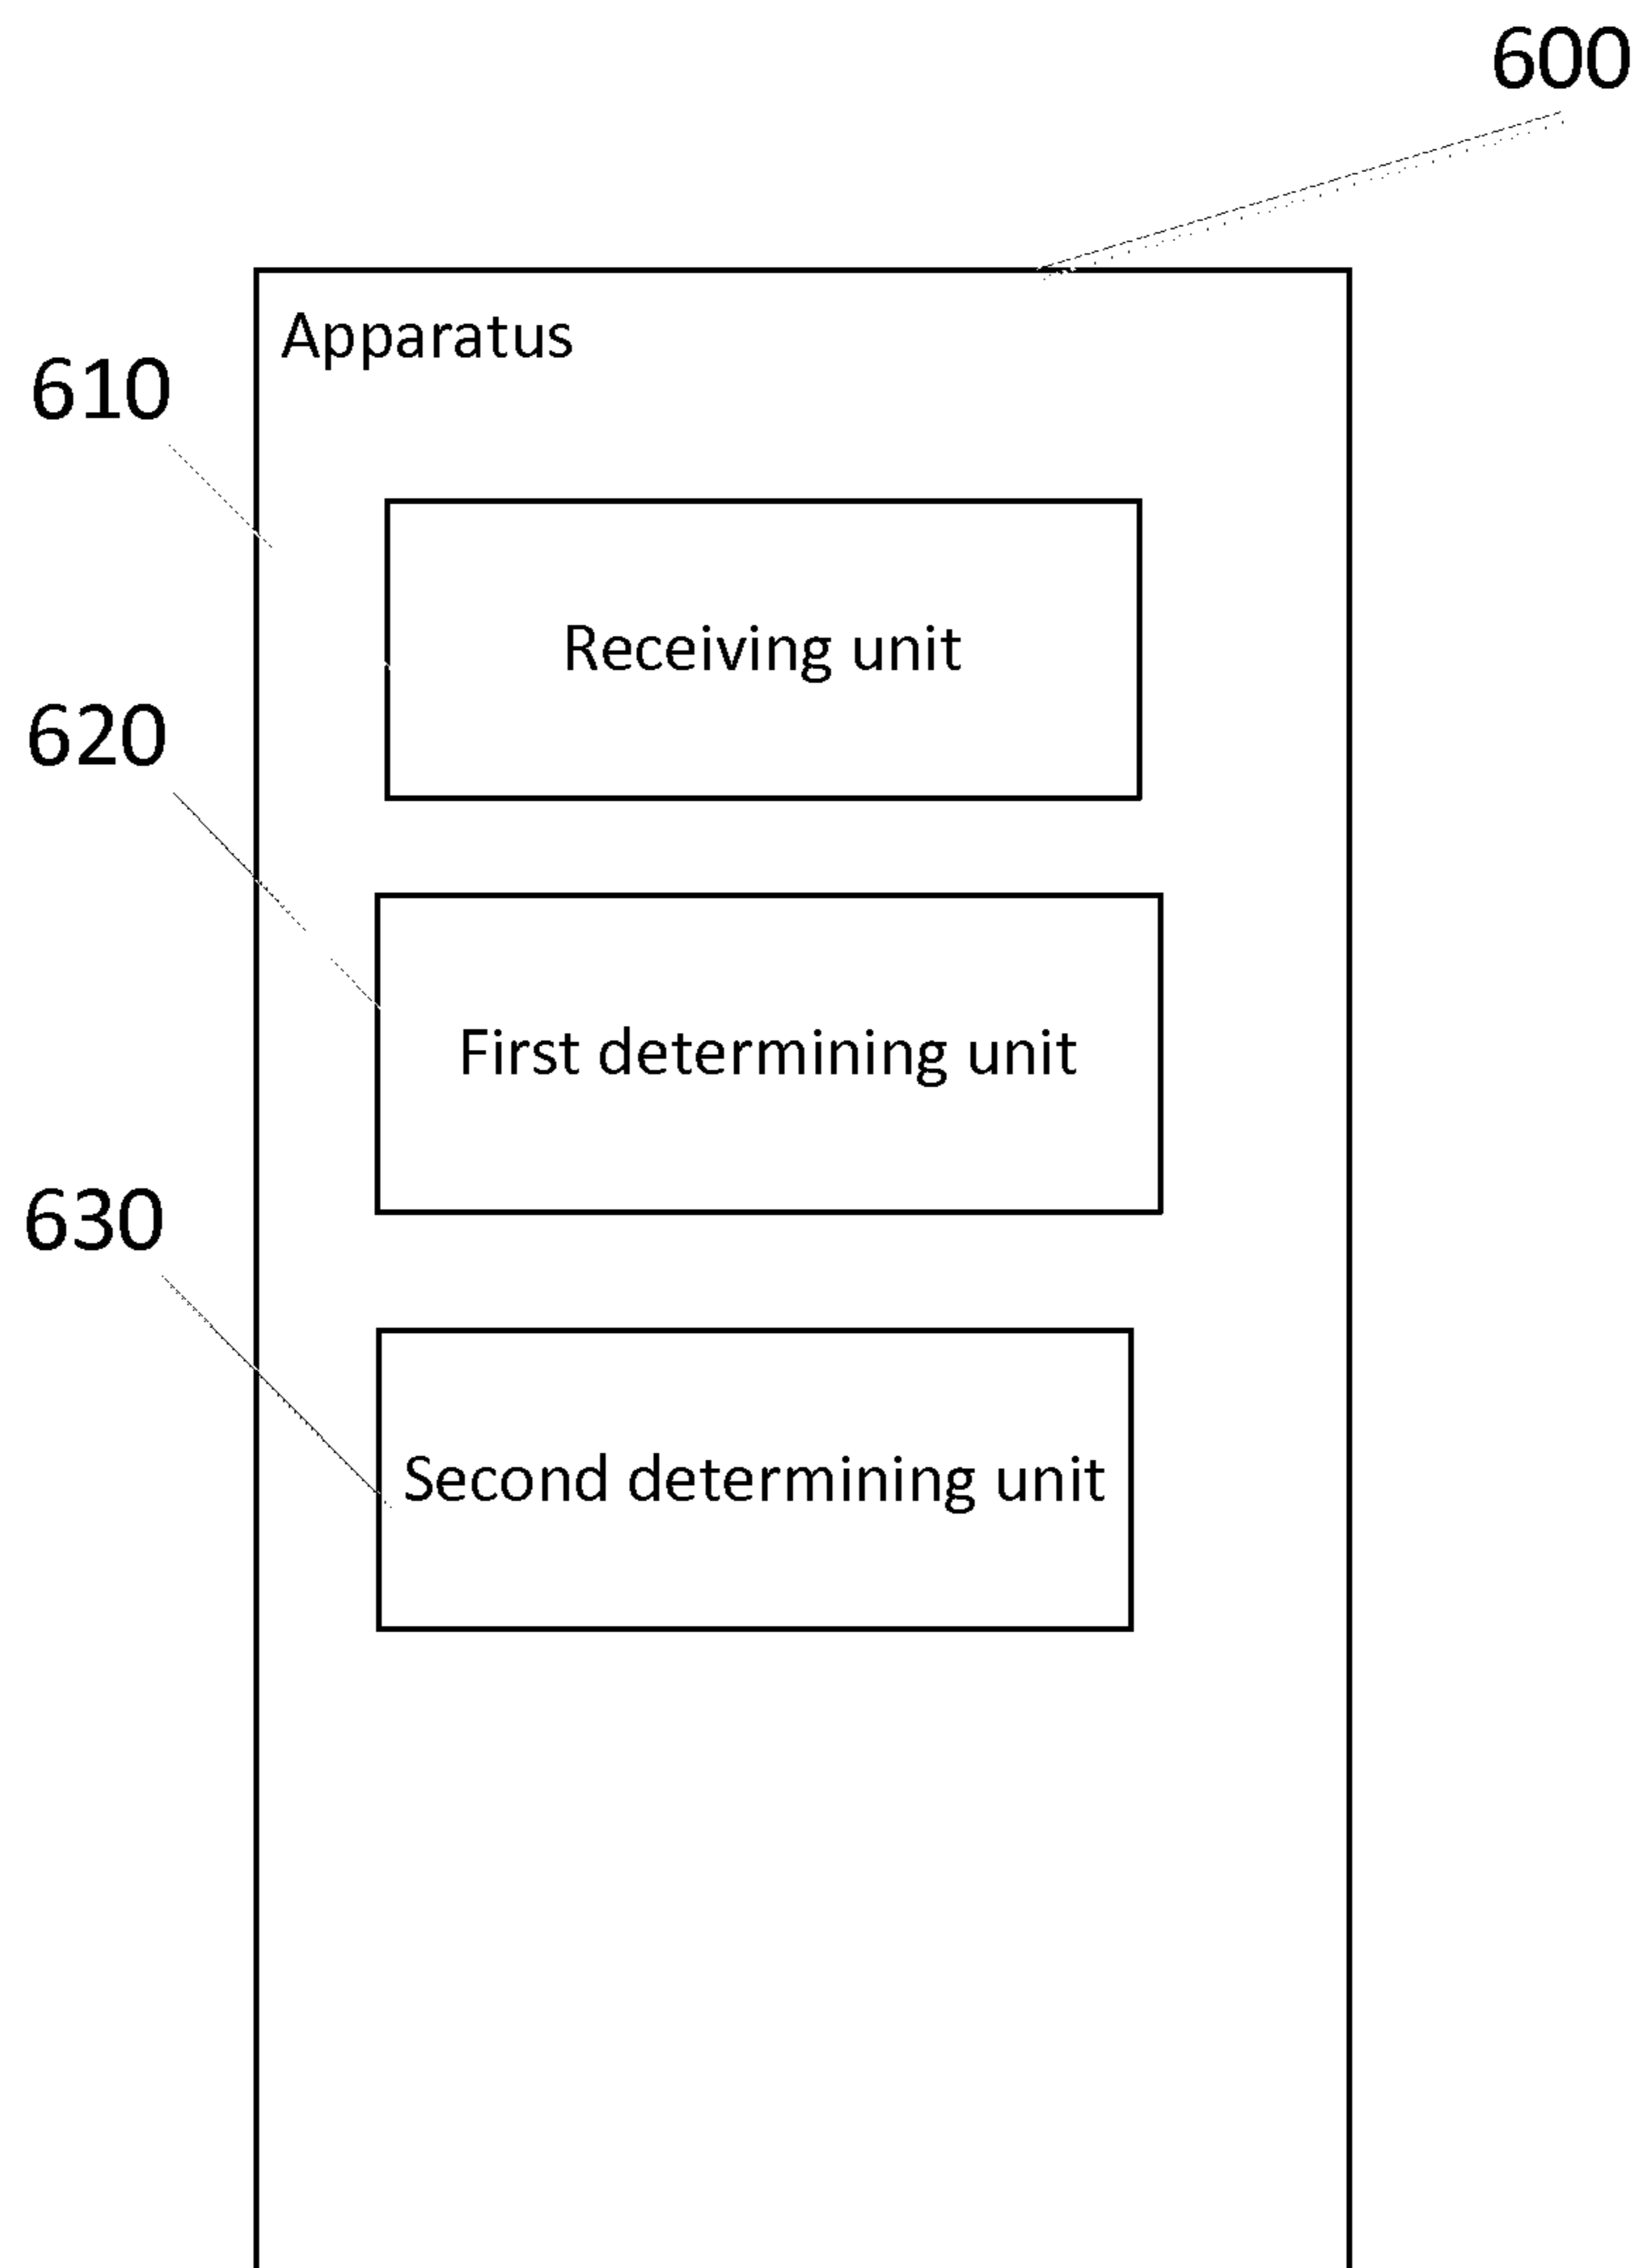 600
Apparatus
610
Receiving unit
620
First determining unit
630
Second determining unit